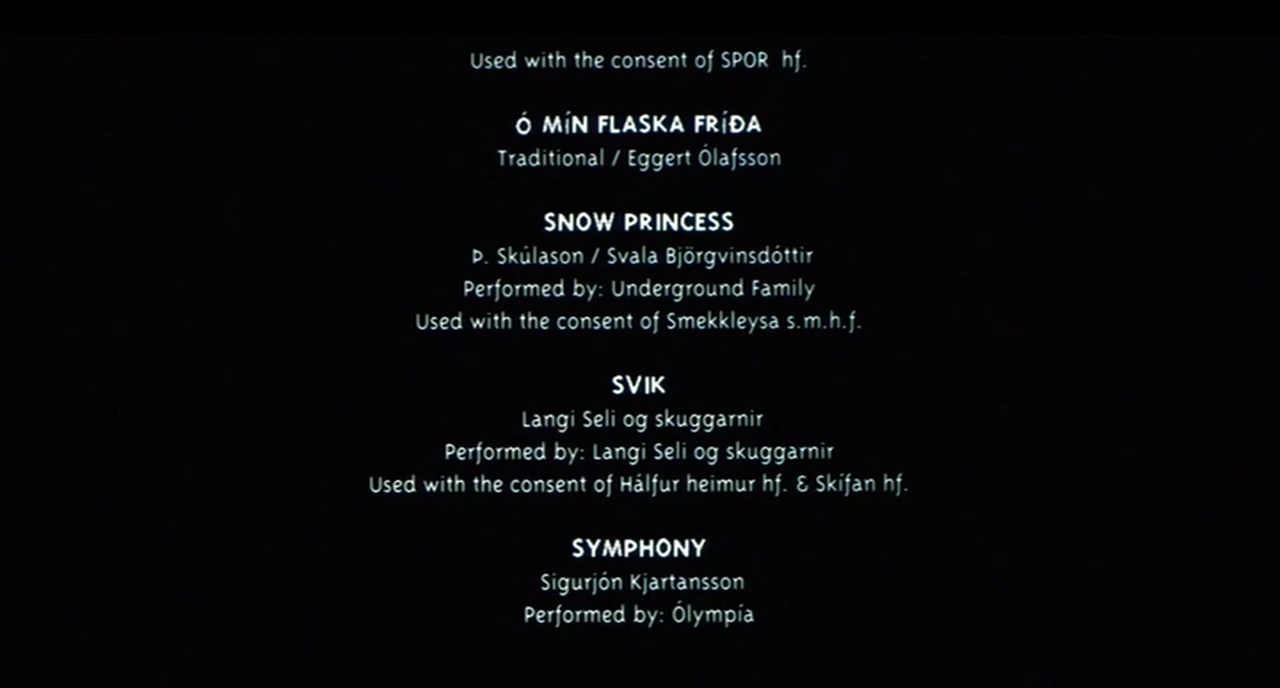 Used with the consent of SPOR hf.
Ó MÍN FLASKA FRÍÐA
Traditional / Eggert Ólafsson
SNOW PRINCESS
Þ. Skúlason / Svala Björgvinsdóttir
Performed by: Underground Family
Used with the consent of Smekkleysa s.m.h.f.
SVIK
Langi Seli og skuggarnir
Performed by: Langi Seli og skuggarnir
Used with the consent of Hálfur heimur hf. & Skífan hf.
SYMPHONY
Sigurjón Kjartansson
Performed by: Ólympía